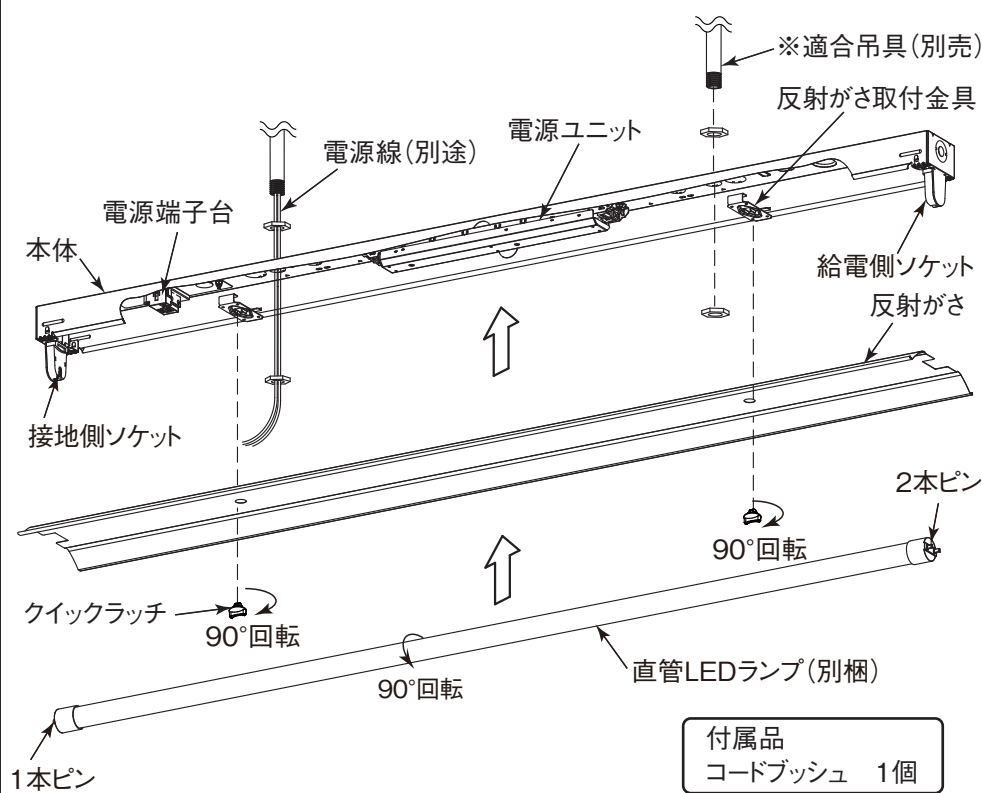 ※適合吊具(別売)
反射がさ取付金具
電源ユニット
電源線(別途)
電源端子台
本体
給電側ソケット
反射がさ
接地側ソケット
2本ピン
90°回転
クイックラッチ
90°回転
90°回転
直管LEDランプ(別梱)
1本ピン
付属品
コードブッシュ 1個